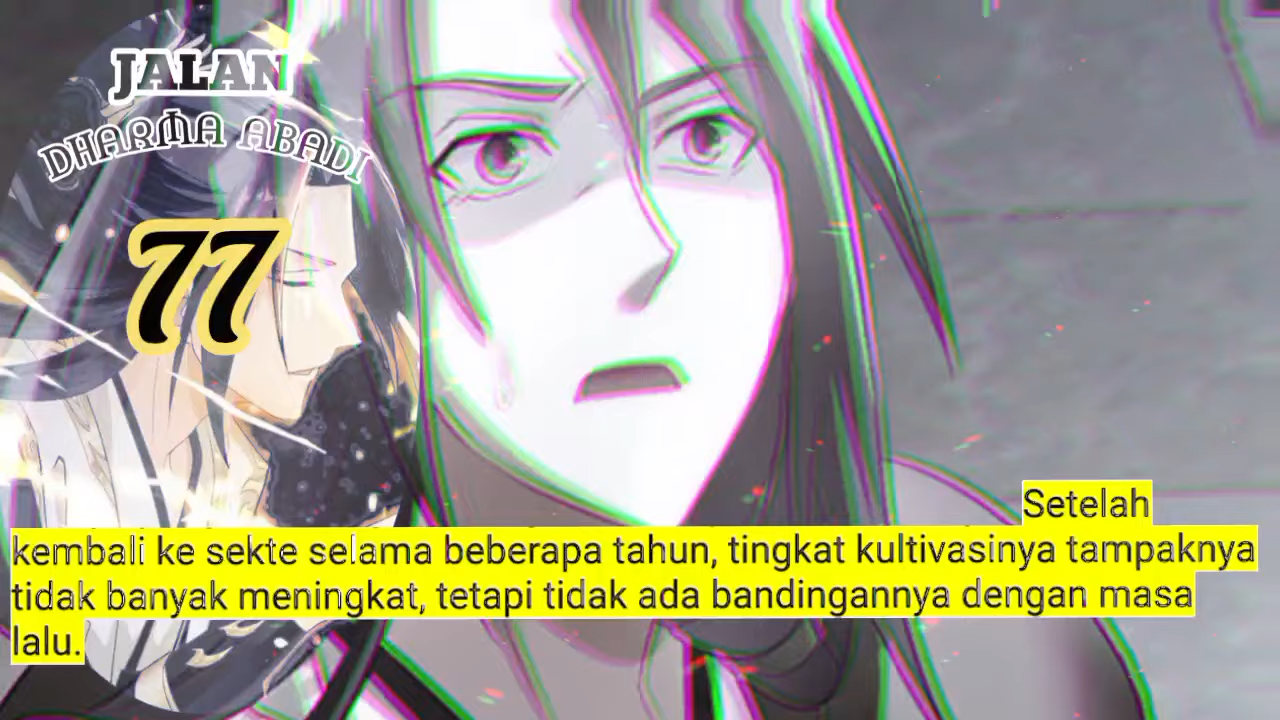 JALAN
DHARMA ABADI
77
Setelah
kembali ke sekte selama beberapa tahun, tingkat kultivasinya tampaknya
tidak banyak meningkat, tetapi tidak ada bandingannya dengan masa
lalu.